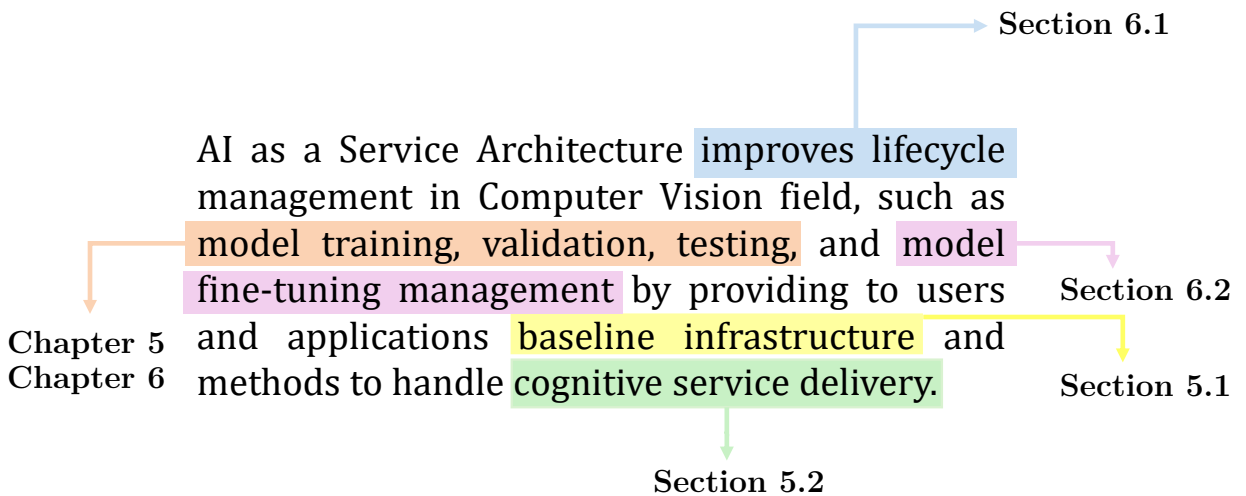 Section 6.1
AI as a Service Architecture improves lifecycle
management in Computer Vision field, such as
model training, validation, testing, and model
fine-tuning management by providing to users
and applications baseline infrastructure and
methods to handle cognitive service delivery.
Section 6.2
Chapter 5
Chapter 6
Section 5.1
Section 5.2